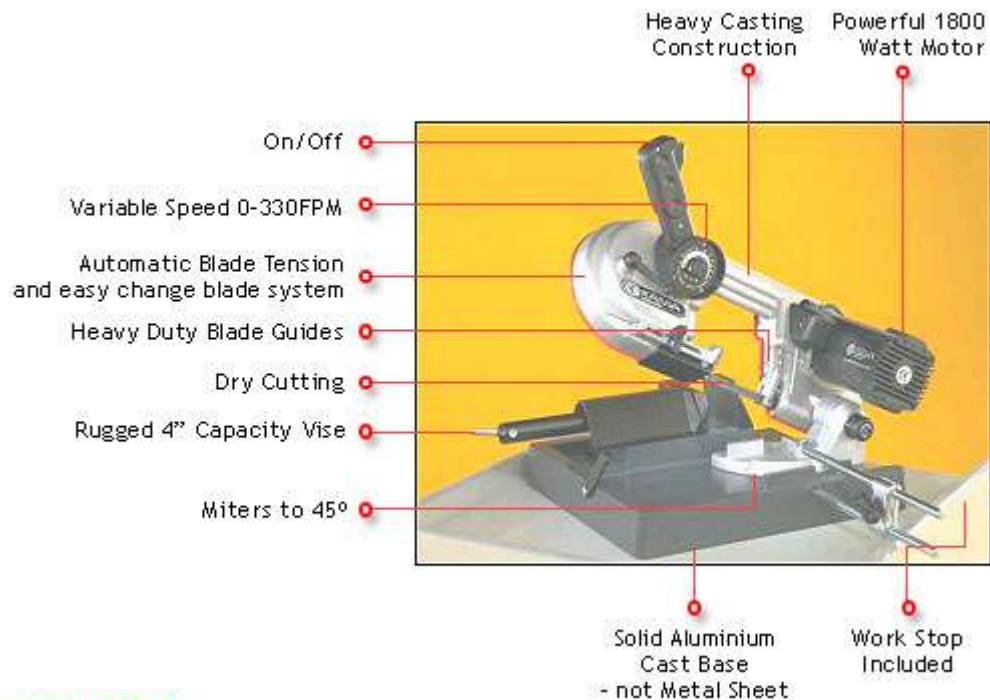 Heavy Casting
Construction
Powerful 1800
Watt Motor
On/Off
Variable Speed 0-330FPM
Automatic Blade Tension
and easy change blade system
Heavy Duty Blade Guides
Dry Cutting
Rugged 4” Capacity Vise
Miters to 45º
Solid Aluminium
Cast Base
- not Metal Sheet
Work Stop
Included